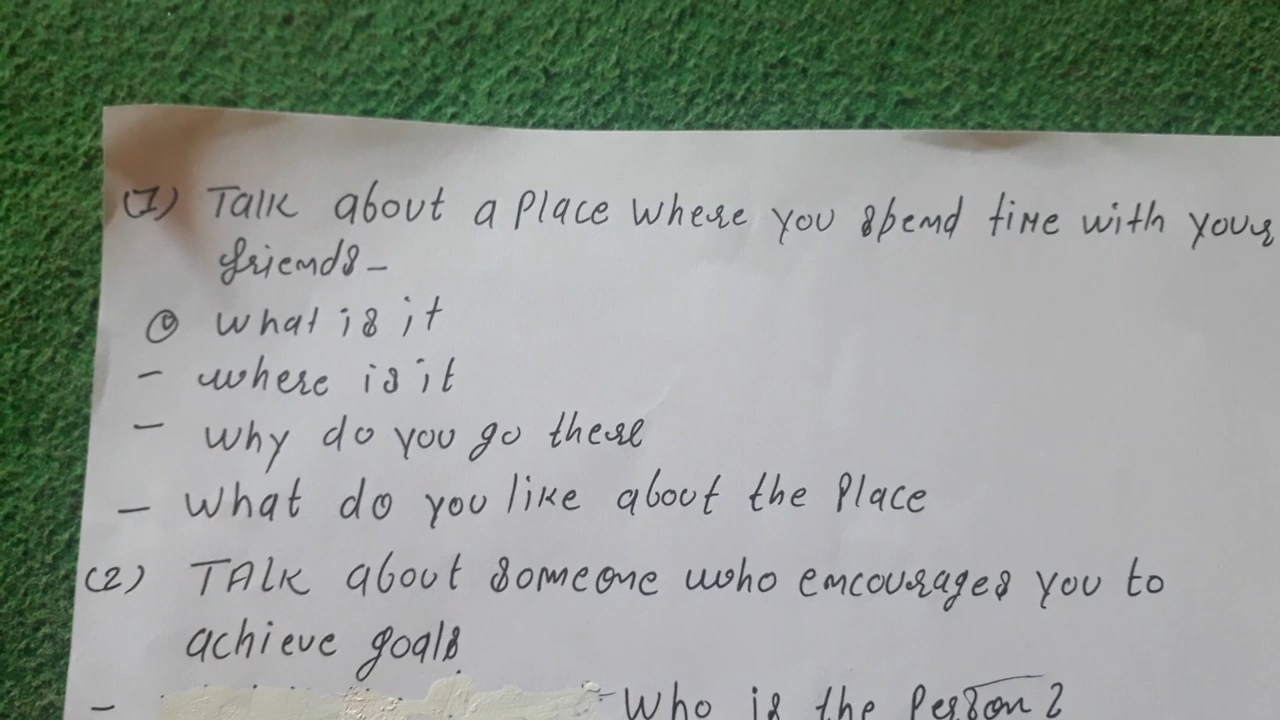 (1) Talk about a Place where you spend time with your
friends-
what is it
- where is it
- why do you go there
- What do you like about the Place
(2) TAlk about someone who encourages you to
achieve goals
- Who is the Person?